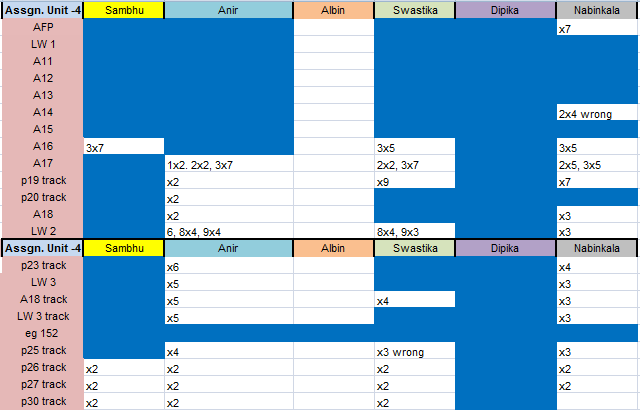 Assgn. Unit -4 Sambhu Anir Albin Swastika Dipika Nabinkala
AFP x7
LW 1
A11
A12
A13
A14 2x4 wrong
A15
A16 3x7 3x5 3x5
A17 1x2. 2x2, 3x7 2x2, 3x7 2x5, 3x5
p19 track x2 x9 x7
p20 track x2
A18 x2 x3
LW 2 6, 8x4, 9x4 8x4, 9x3 x3
Assgn. Unit -4 Sambhu Anir Albin Swastika Dipika Nabinkala
p23 track x6 x4
LW 3 x5 x3
A18 track x5 x4 x3
LW 3 track x5 x3
eg 152
p25 track x4 x3 wrong x3
p26 track x2 x2 x2 x2
p27 track x2 x2 x2 x2
p30 track x2 x2 x2